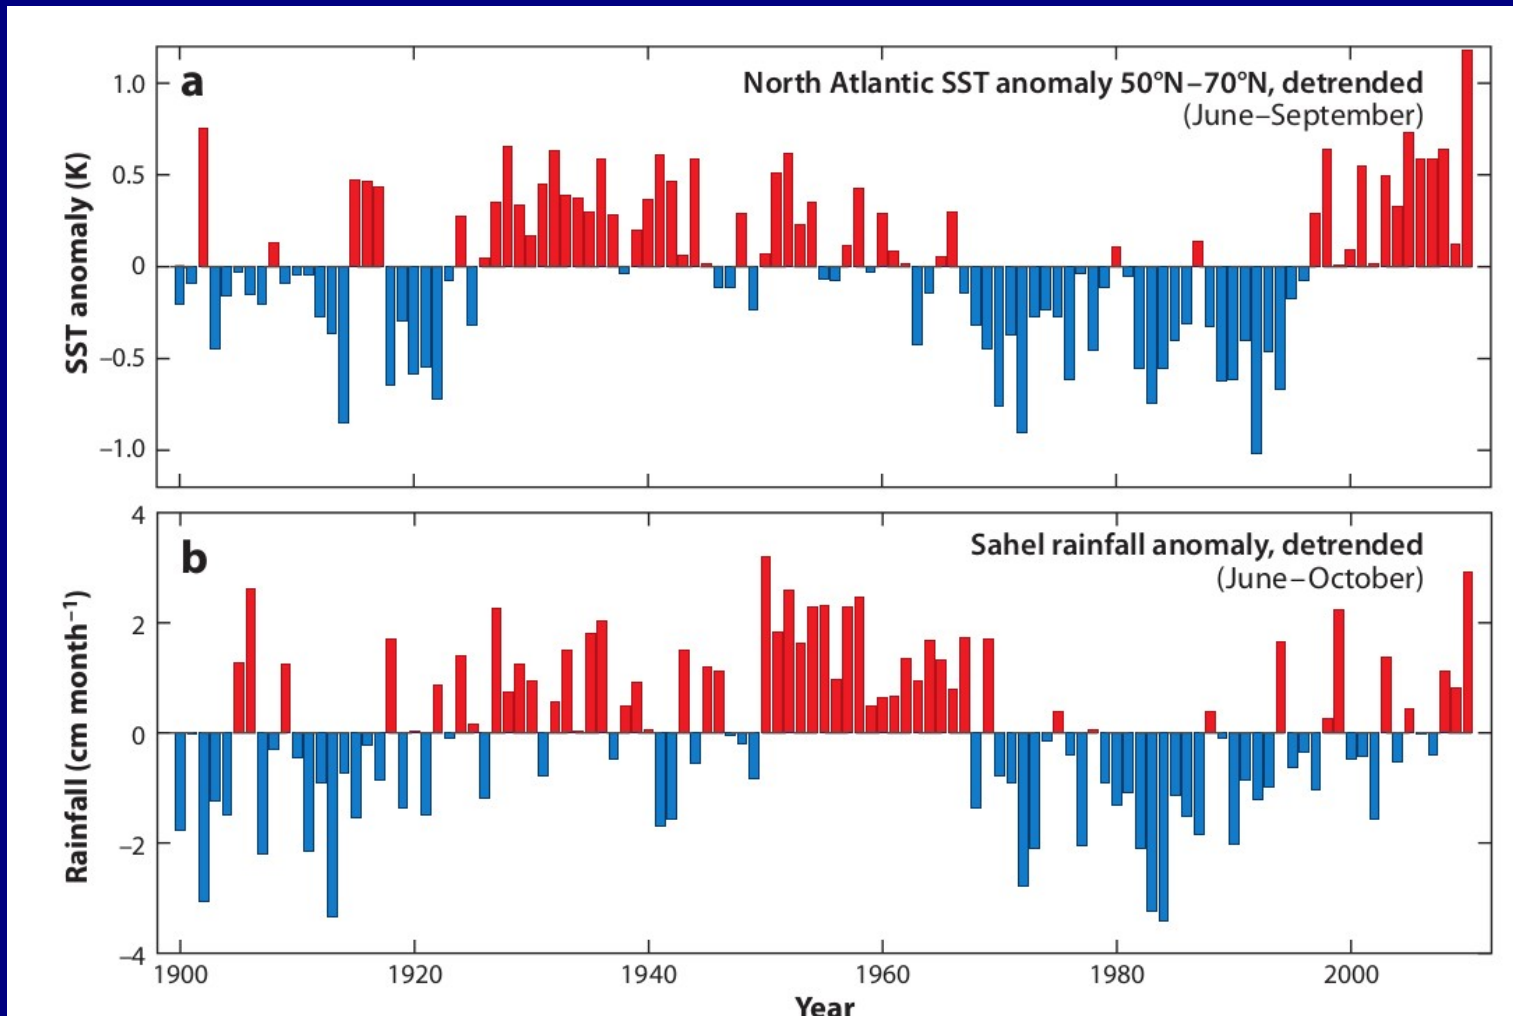 a
North Atlantic SST anomaly 50°N–70°N, detrended
(June–September)
SST anomaly (K)
1.0
0.5
0
–0.5
–1.0
b
Sahel rainfall anomaly, detrended
(June–October)
Rainfall (cm month⁻¹)
4
2
0
–2
–4
1900 1920 1940 1960 1980 2000
Year